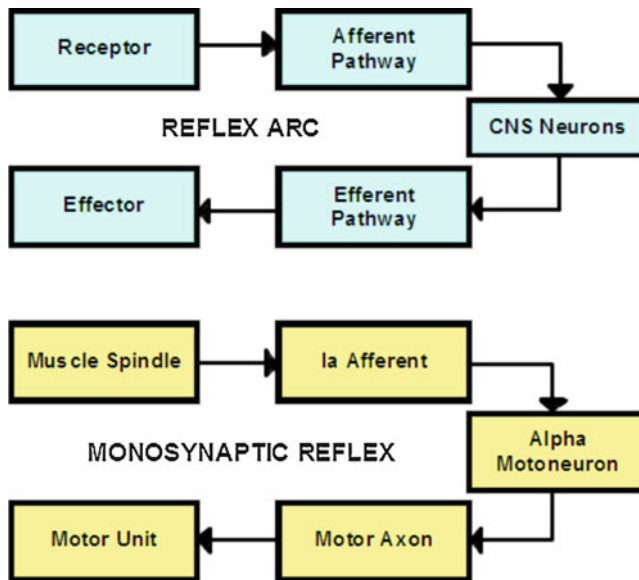 Receptor
Afferent
Pathway
CNS Neurons
REFLEX ARC
Effector
Efferent
Pathway
Muscle Spindle
Ia Afferent
Alpha
Motoneuron
MONOSYNAPTIC REFLEX
Motor Unit
Motor Axon